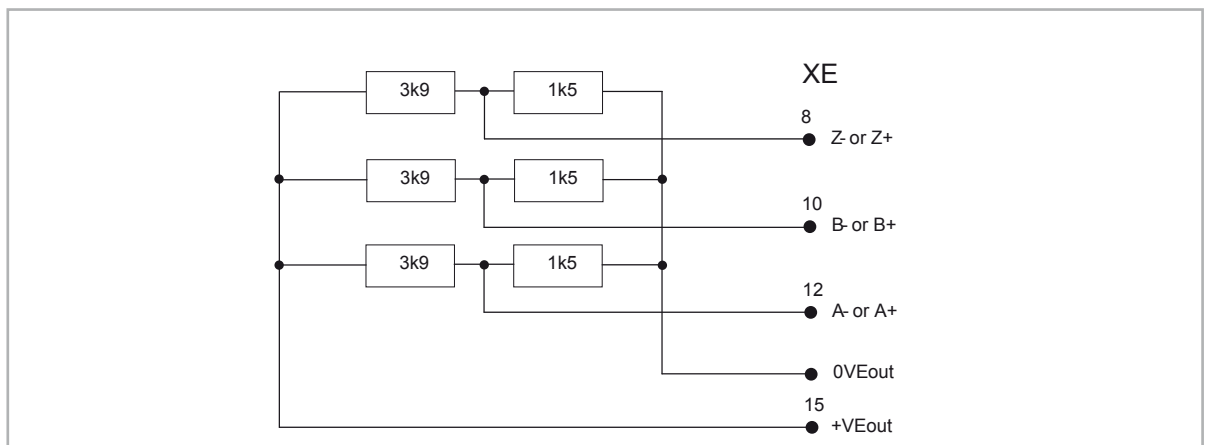 XE
3k9
1k5
8
Z- or Z+
3k9
1k5
10
B- or B+
3k9
1k5
12
A- or A+
0VEout
15
+VEout